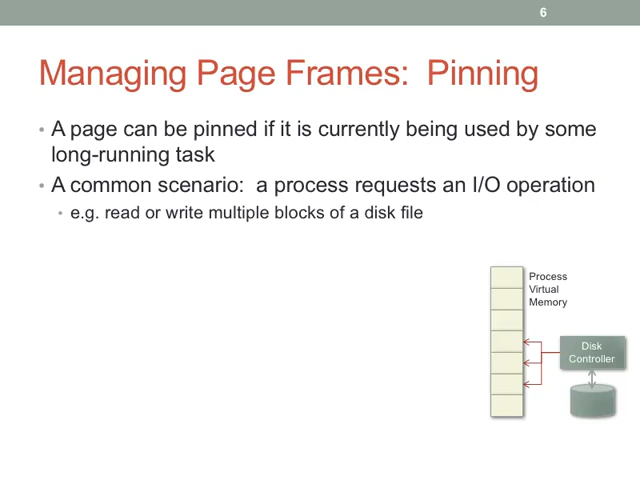 6
Managing Page Frames: Pinning
• A page can be pinned if it is currently being used by some
long-running task
• A common scenario: a process requests an I/O operation
• e.g. read or write multiple blocks of a disk file
Process
Virtual
Memory
Disk
Controller